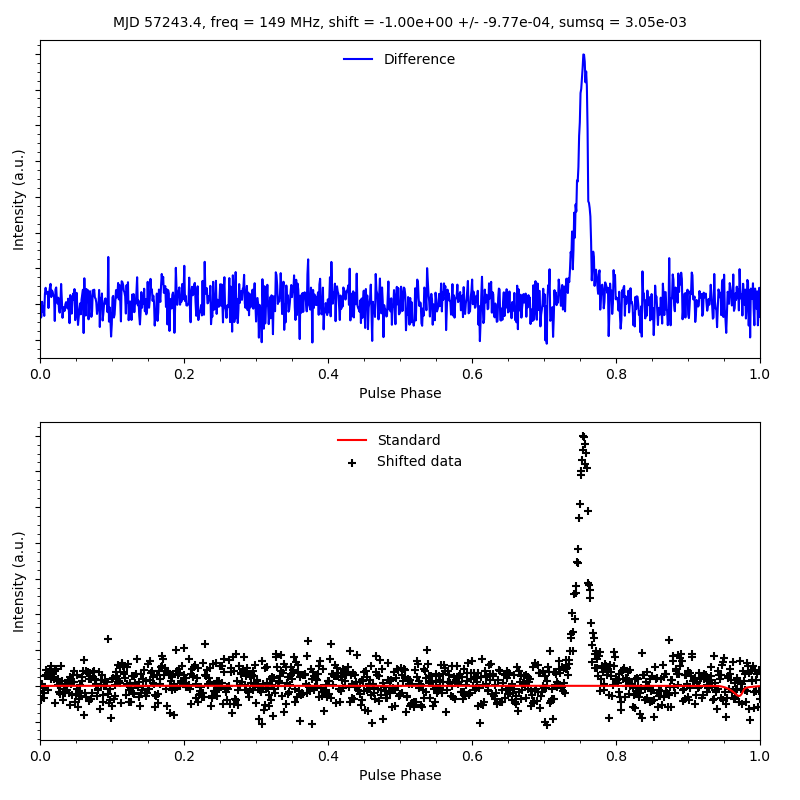 MJD 57243.4, freq = 149 MHz, shift = -1.00e+00 +/- -9.77e-04, sumsq = 3.05e-03
Difference
Intensity (a.u.)
0.0 0.2 0.4 0.6 0.8 1.0
Pulse Phase
Standard
Shifted data
Intensity (a.u.)
0.0 0.2 0.4 0.6 0.8 1.0
Pulse Phase